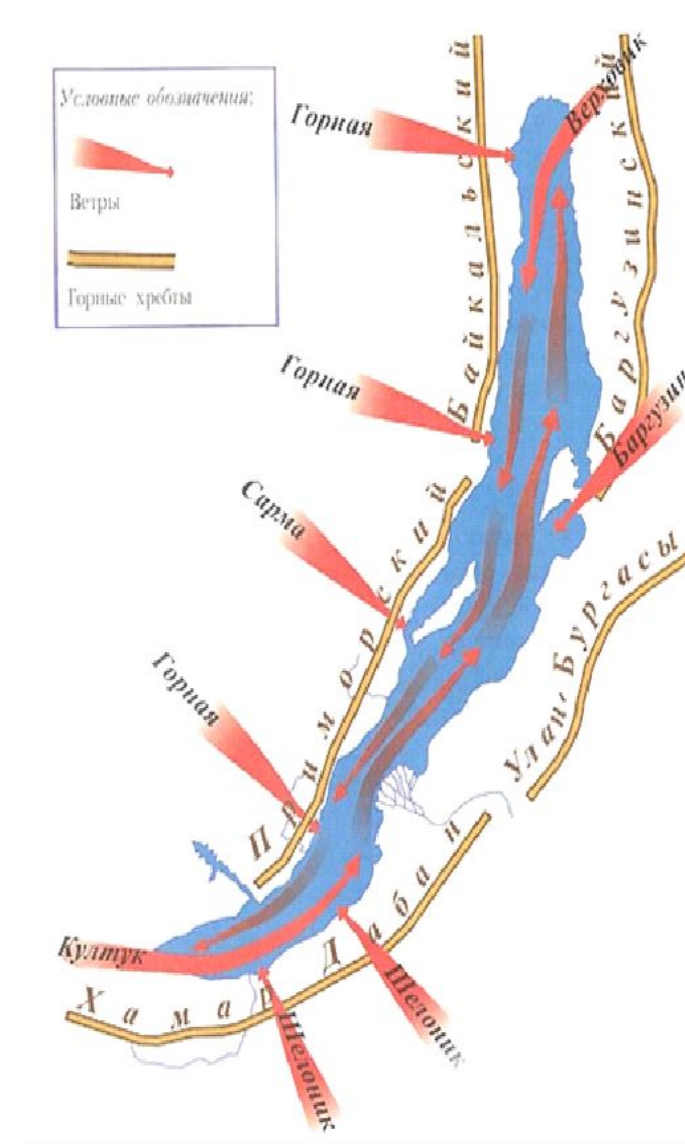 Условные обозначения:
Ветры
Горные хребты
Верховик
Горная
Байкальский
Баргузинский
Горная
Баргузин
Сарма
Приморский
Улан-Бургасы
Горная
Култук
Хамар Дабан
Шелоник
Шелоник